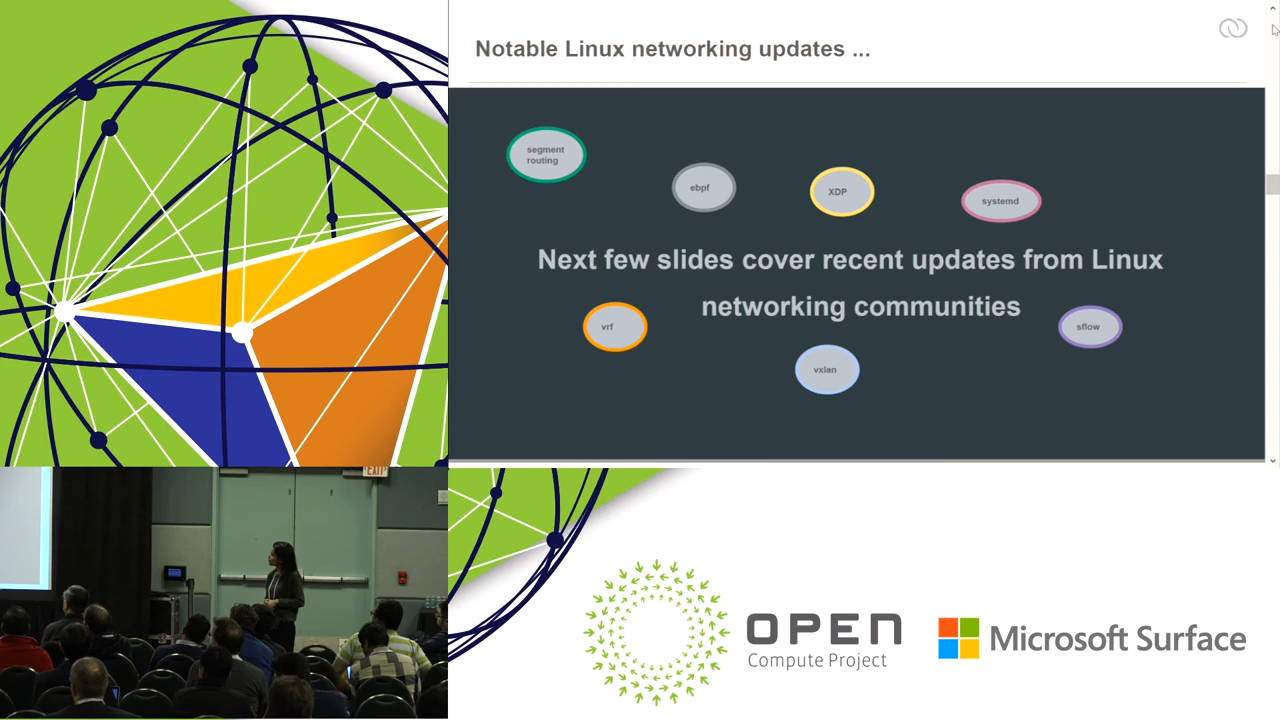 Notable Linux networking updates ...
segment
routing
ebpf
XDP
systemd
Next few slides cover recent updates from Linux
networking communities
vrf
vxlan
sflow
EXIT
OPEN
Compute Project
Microsoft Surface